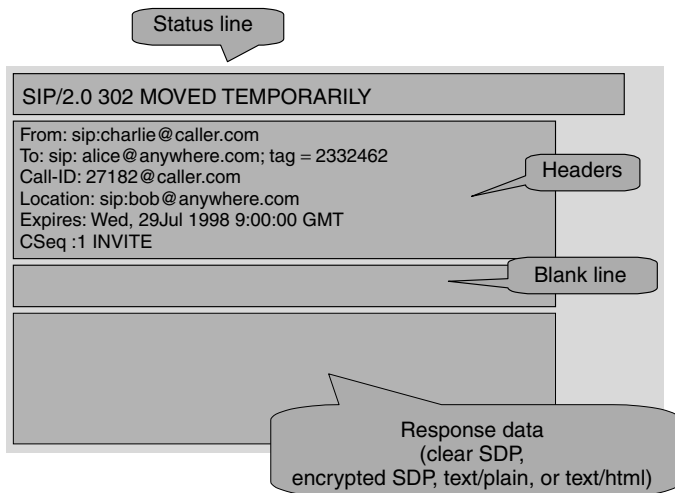 Status line
SIP/2.0 302 MOVED TEMPORARILY
From: sip:charlie@caller.com
To: sip: alice@anywhere.com; tag = 2332462
Call-ID: 27182@caller.com
Location: sip:bob@anywhere.com
Expires: Wed, 29Jul 1998 9:00:00 GMT
CSeq :1 INVITE
Headers
Blank line
Response data
(clear SDP,
encrypted SDP, text/plain, or text/html)